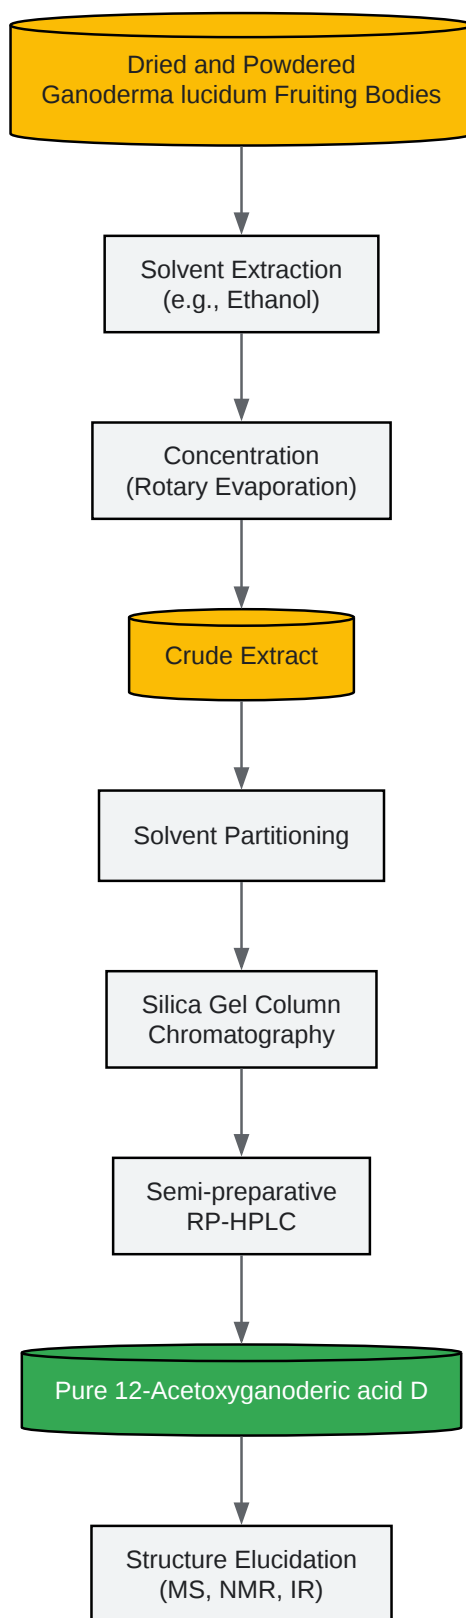 Dried and Powdered
Ganoderma lucidum Fruiting Bodies
Solvent Extraction
(e.g., Ethanol)
Concentration
(Rotary Evaporation)
Crude Extract
Solvent Partitioning
Silica Gel Column
Chromatography
Semi-preparative
RP-HPLC
Pure 12-Acetoxyganoderic acid D
Structure Elucidation
(MS, NMR, IR)